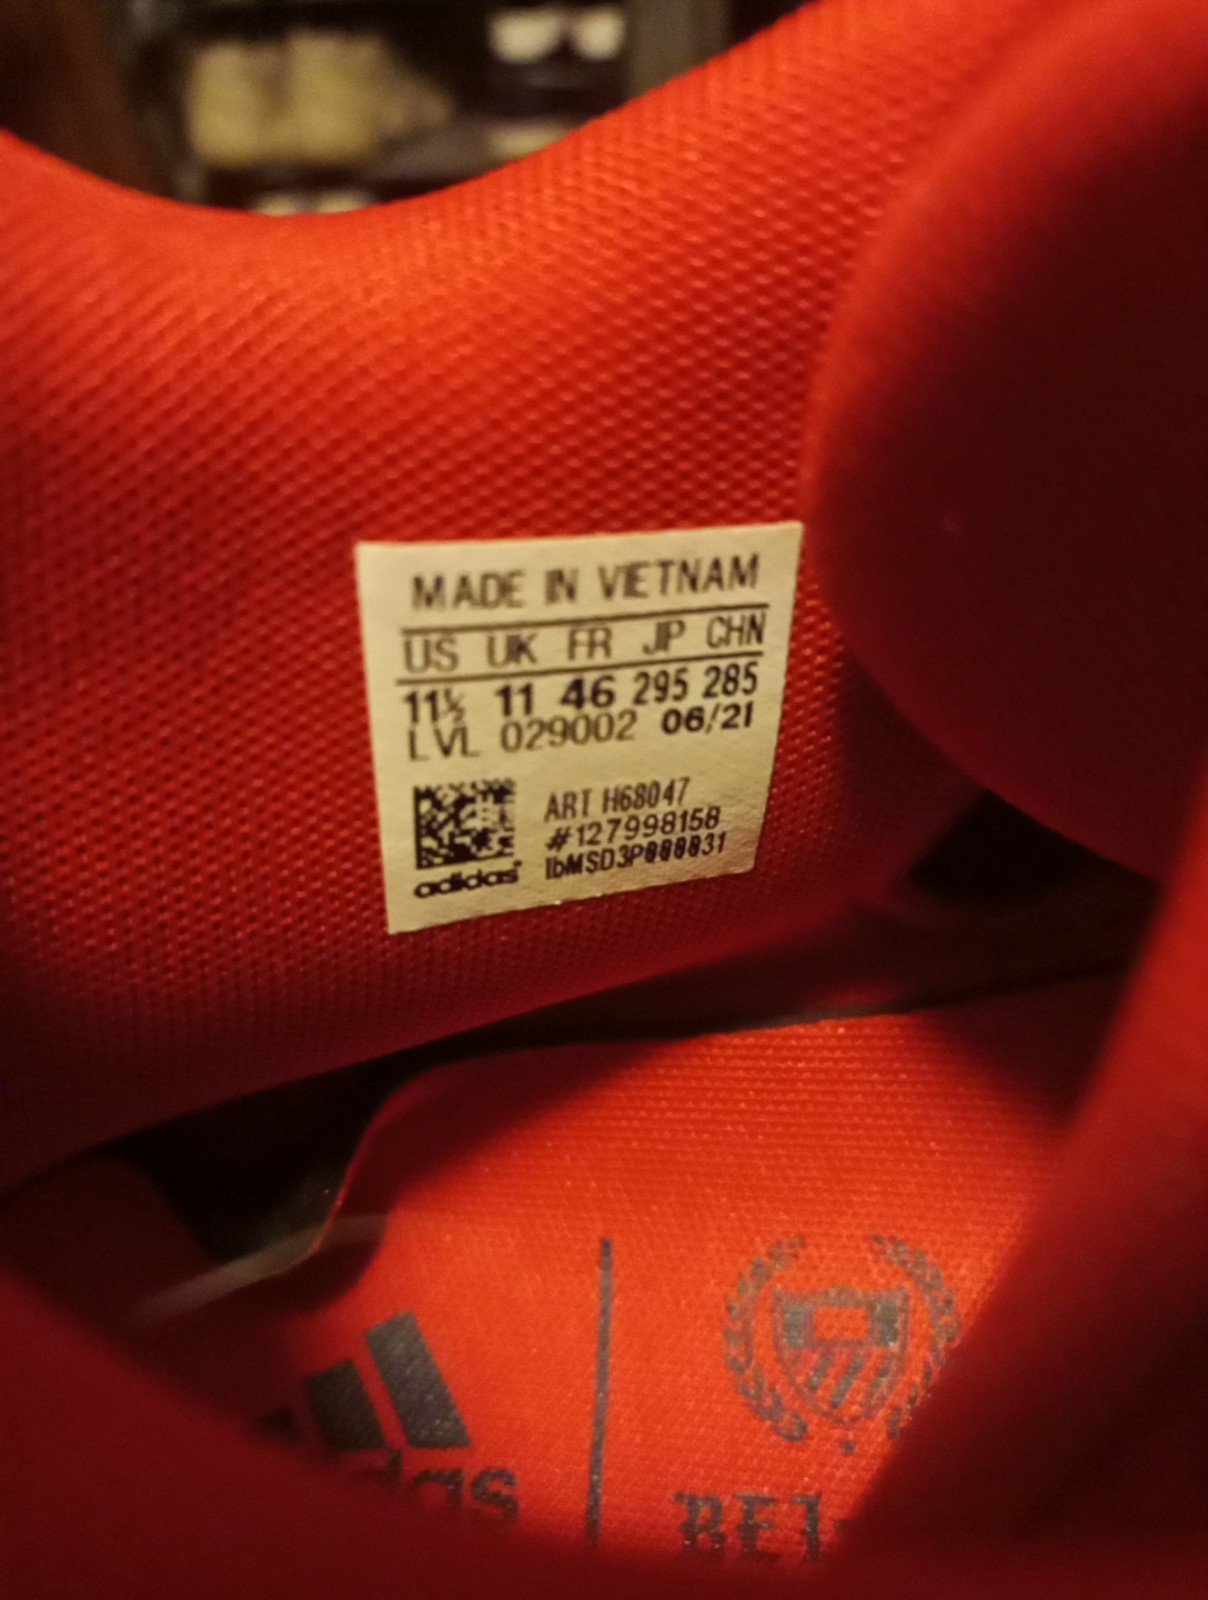 MADE IN VIETNAM
US UK FR JP CHN
11½ 11 46 295 285
LVL 029002 06/21
ART H68047
#127998158
adidas
adidas